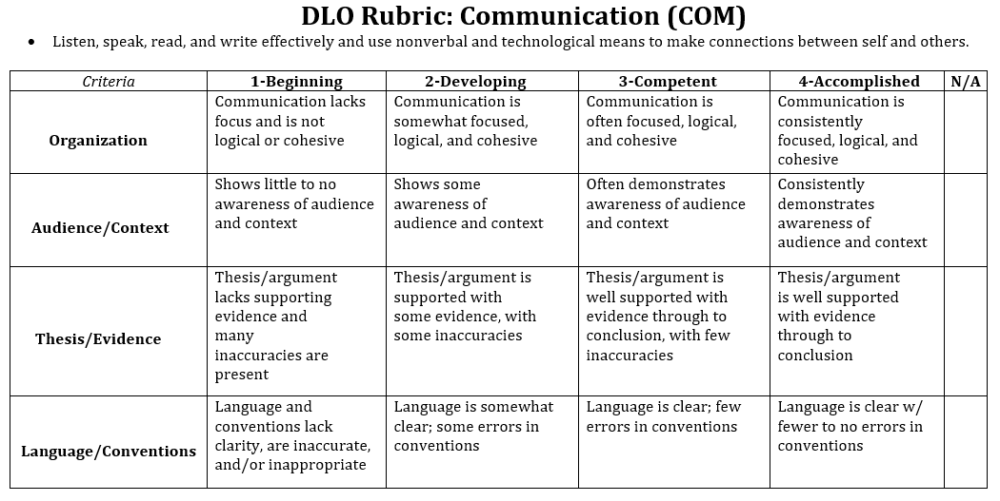 DLO Rubric: Communication (COM)
• Listen, speak, read, and write effectively and use nonverbal and technological means to make connections between self and others.
Criteria 1-Beginning 2-Developing 3-Competent 4-Accomplished N/A
Organization
Communication lacks
focus and is not
logical or cohesive
Communication is
somewhat focused,
logical, and cohesive
Communication is
often focused, logical,
and cohesive
Communication is
consistently
focused, logical, and
cohesive
Audience/Context
Shows little to no
awareness of audience
and context
Shows some
awareness of
audience and context
Often demonstrates
awareness of audience
and context
Consistently
demonstrates
awareness of
audience and context
Thesis/Evidence
Thesis/argument
lacks supporting
evidence and
many
inaccuracies are
present
Thesis/argument is
supported with
some evidence, with
some inaccuracies
Thesis/argument is
well supported with
evidence through to
conclusion, with few
inaccuracies
Thesis/argument
is well supported
with evidence
through to
conclusion
Language/Conventions
Language and
conventions lack
clarity, are inaccurate,
and/or inappropriate
Language is somewhat
clear; some errors in
conventions
Language is clear; few
errors in conventions
Language is clear w/
fewer to no errors in
conventions